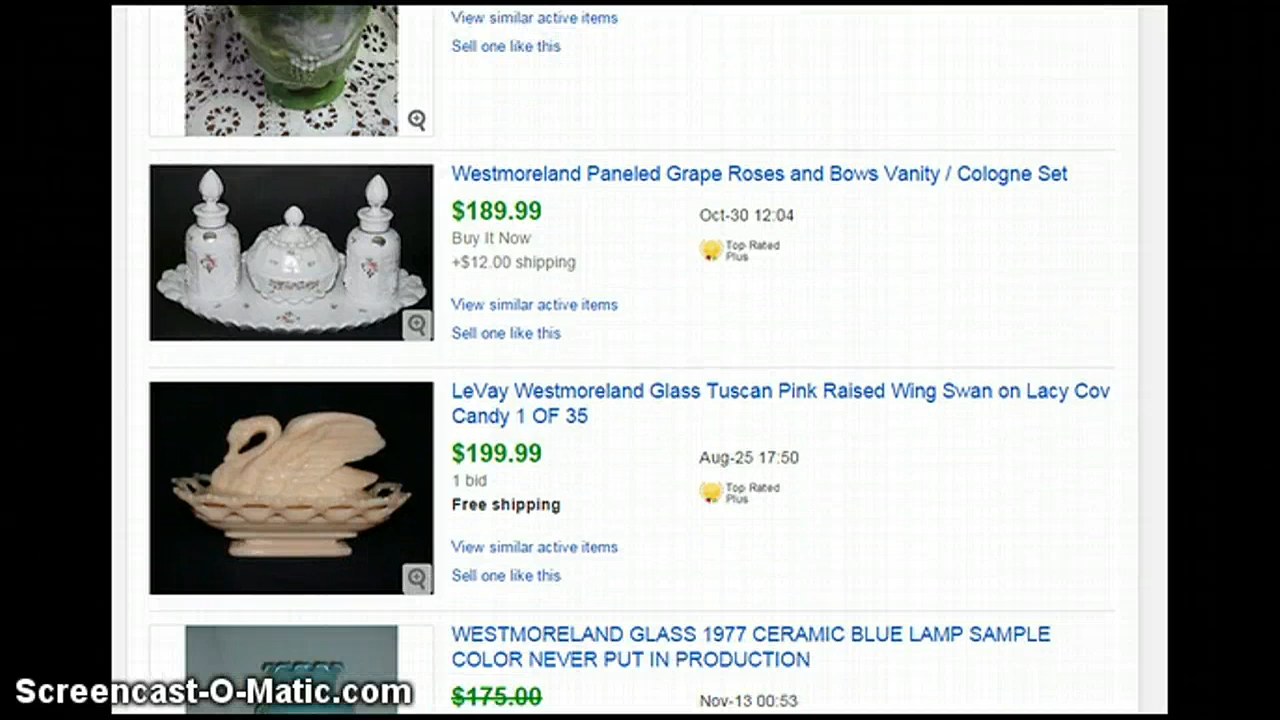 View similar active items
Sell one like this
Westmoreland Paneled Grape Roses and Bows Vanity / Cologne Set
$189.99
Oct-30 12:04
Buy It Now
Top Rated
Plus
+$12.00 shipping
View similar active items
Sell one like this
LeVay Westmoreland Glass Tuscan Pink Raised Wing Swan on Lacy Cov
Candy 1 OF 35
$199.99
Aug-25 17:50
1 bid
Top Rated
Plus
Free shipping
View similar active items
Sell one like this
WESTMORELAND GLASS 1977 CERAMIC BLUE LAMP SAMPLE
COLOR NEVER PUT IN PRODUCTION
$175.00
Nov-13 00:53
Screencast-O-Matic.com